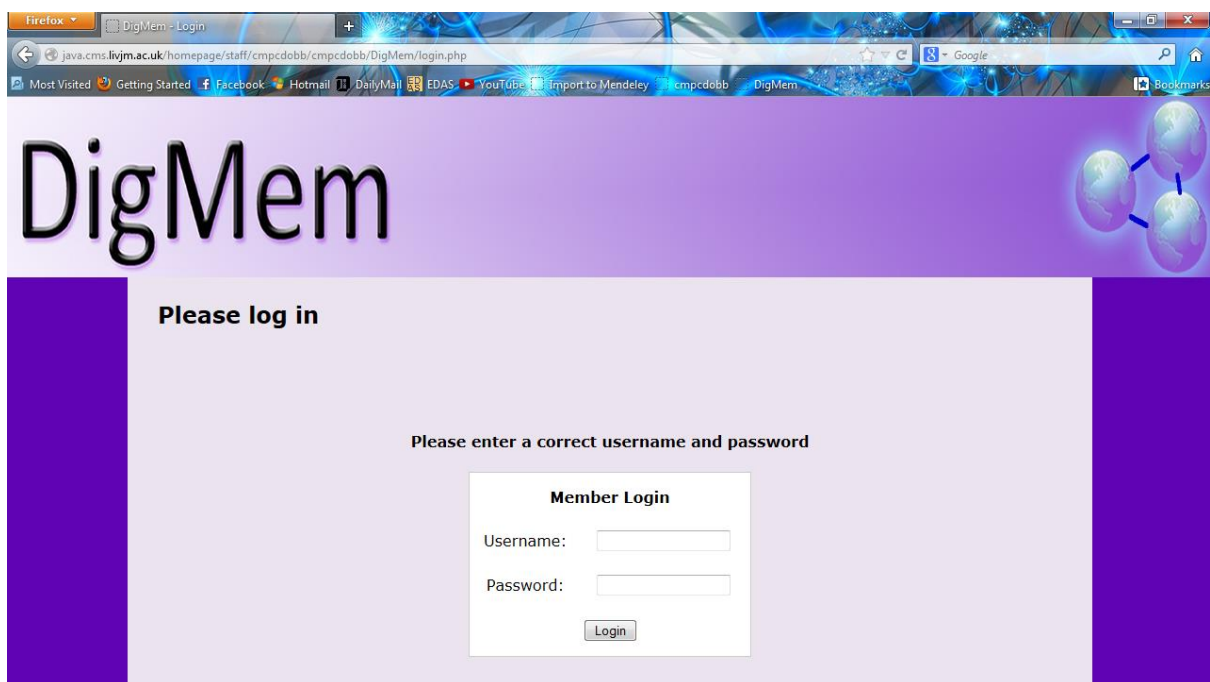 Firefox
DigMem - Login
java.cms.livjm.ac.uk/homepage/staff/cmpcdobb/cmpcdobb/DigMem/login.php
Google
Most Visited Getting Started Facebook Hotmail DailyMail EDAS YouTube Import to Mendeley cmpcdobb DigMem Bookmarks
DigMem
Please log in
Please enter a correct username and password
Member Login
Username:
Password:
Login